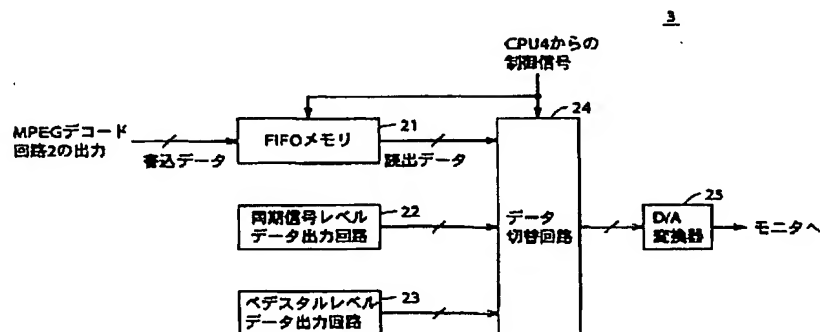 3
CPU4からの
制御信号
24
MPEGデコード
回路2の出力
書込データ
FIFOメモリ
21
読出データ
同期信号レベル
データ出力回路
22
データ
切替回路
D/A
変換器
25
モニタへ
ペデスタルレベル
データ出力回路
23